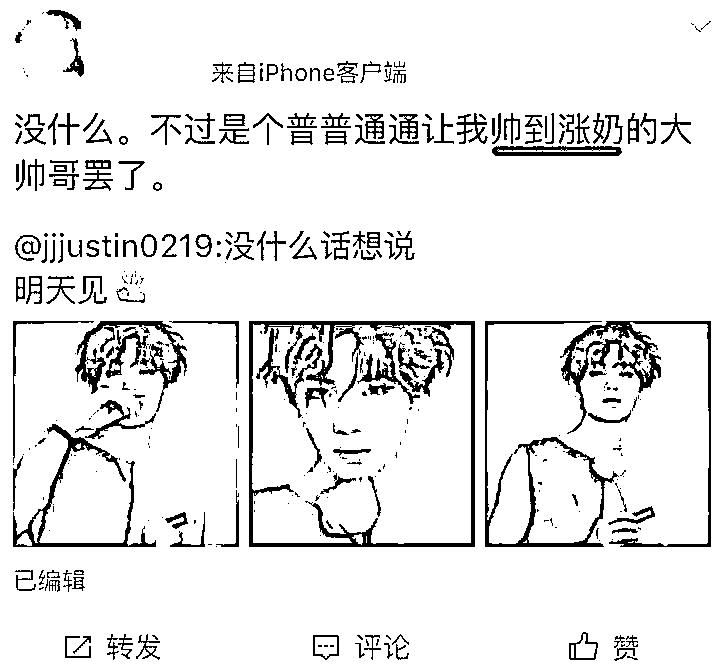 来自iPhone客户端
没什么。不过是个普普通通让我帅到涨奶的大
帅哥罢了。
@jjjustin0219:没什么话想说
明天见
已编辑
转发
评论
赞